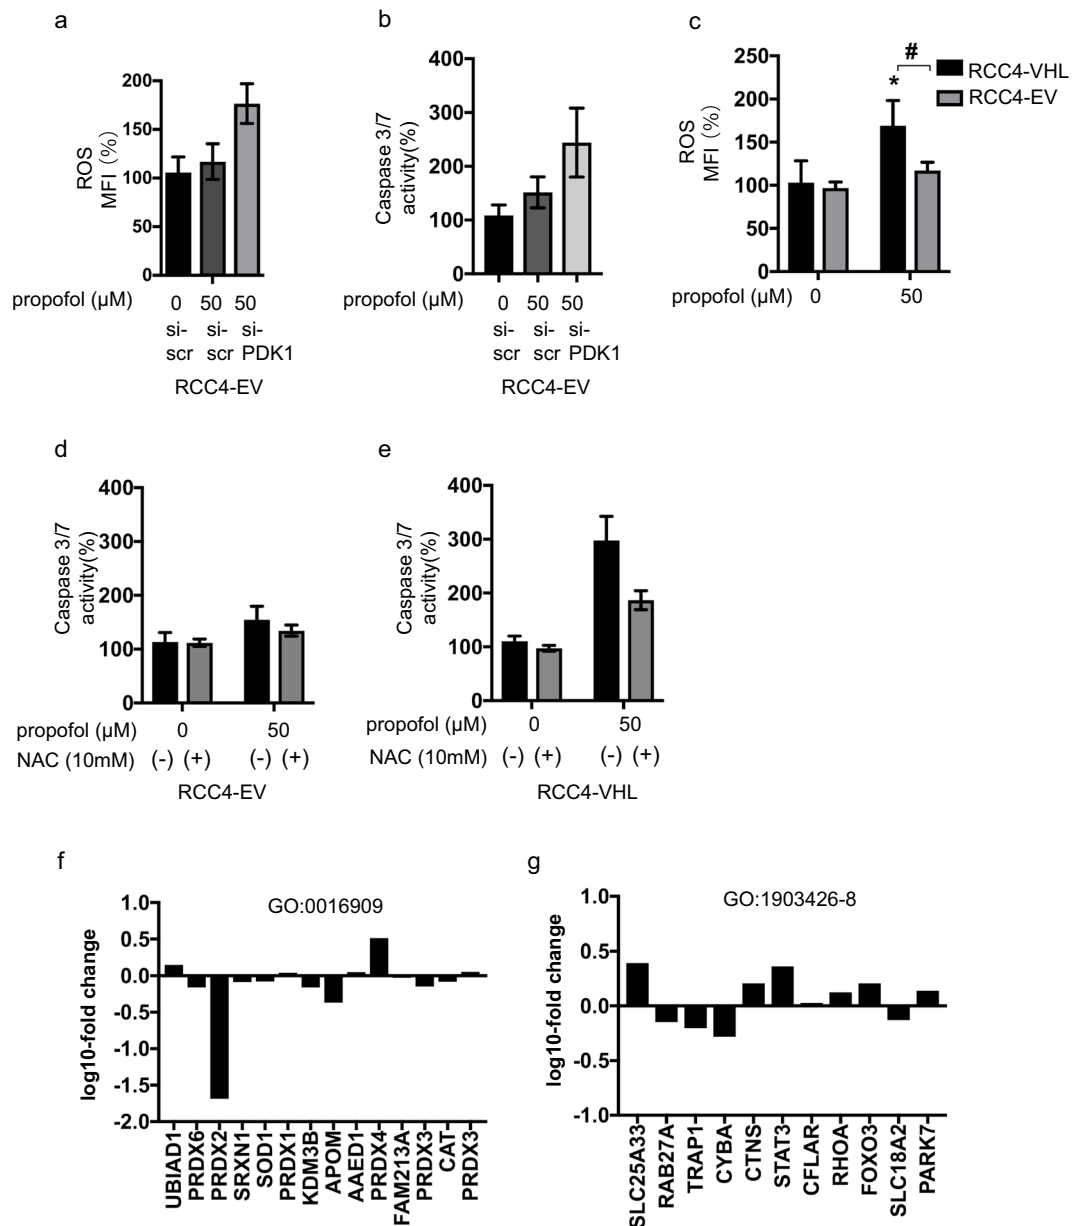 a
ROS
MFI (%)
200
150
100
50
0
propofol (μM)
0 50 50
si- si- si-
scr scr PDK1
RCC4-EV
b
Caspase 3/7
activity(%)
400
300
200
100
0
propofol (μM)
0 50 50
si- si- si-
scr scr PDK1
RCC4-EV
c
ROS
MFI (%)
250
200
150
100
50
0
* #
RCC4-VHL
RCC4-EV
propofol (μM)
0 50
d
Caspase 3/7
activity(%)
400
300
200
100
0
propofol (μM) 0 50
NAC (10mM) (-) (+) (-) (+)
RCC4-EV
e
Caspase 3/7
activity(%)
400
300
200
100
0
propofol (μM) 0 50
NAC (10mM) (-) (+) (-) (+)
RCC4-VHL
f
GO:0016909
log10-fold change
1.0
0.5
0.0
-0.5
-1.0
-1.5
-2.0
UBIAD1
PRDX6
PRDX2
SRXN1
SOD1
PRDX1
KDM3B
APOM
AAED1
PRDX4
FAM213A
PRDX3
CAT
PRDX3
g
GO:1903426-8
log10-fold change
1.0
0.5
0.0
-0.5
-1.0
SLC25A33
RAB27A
TRAP1
CYBA
CTNS
STAT3
CFLAR
RHOA
FOXO3
SLC18A2
PARK7